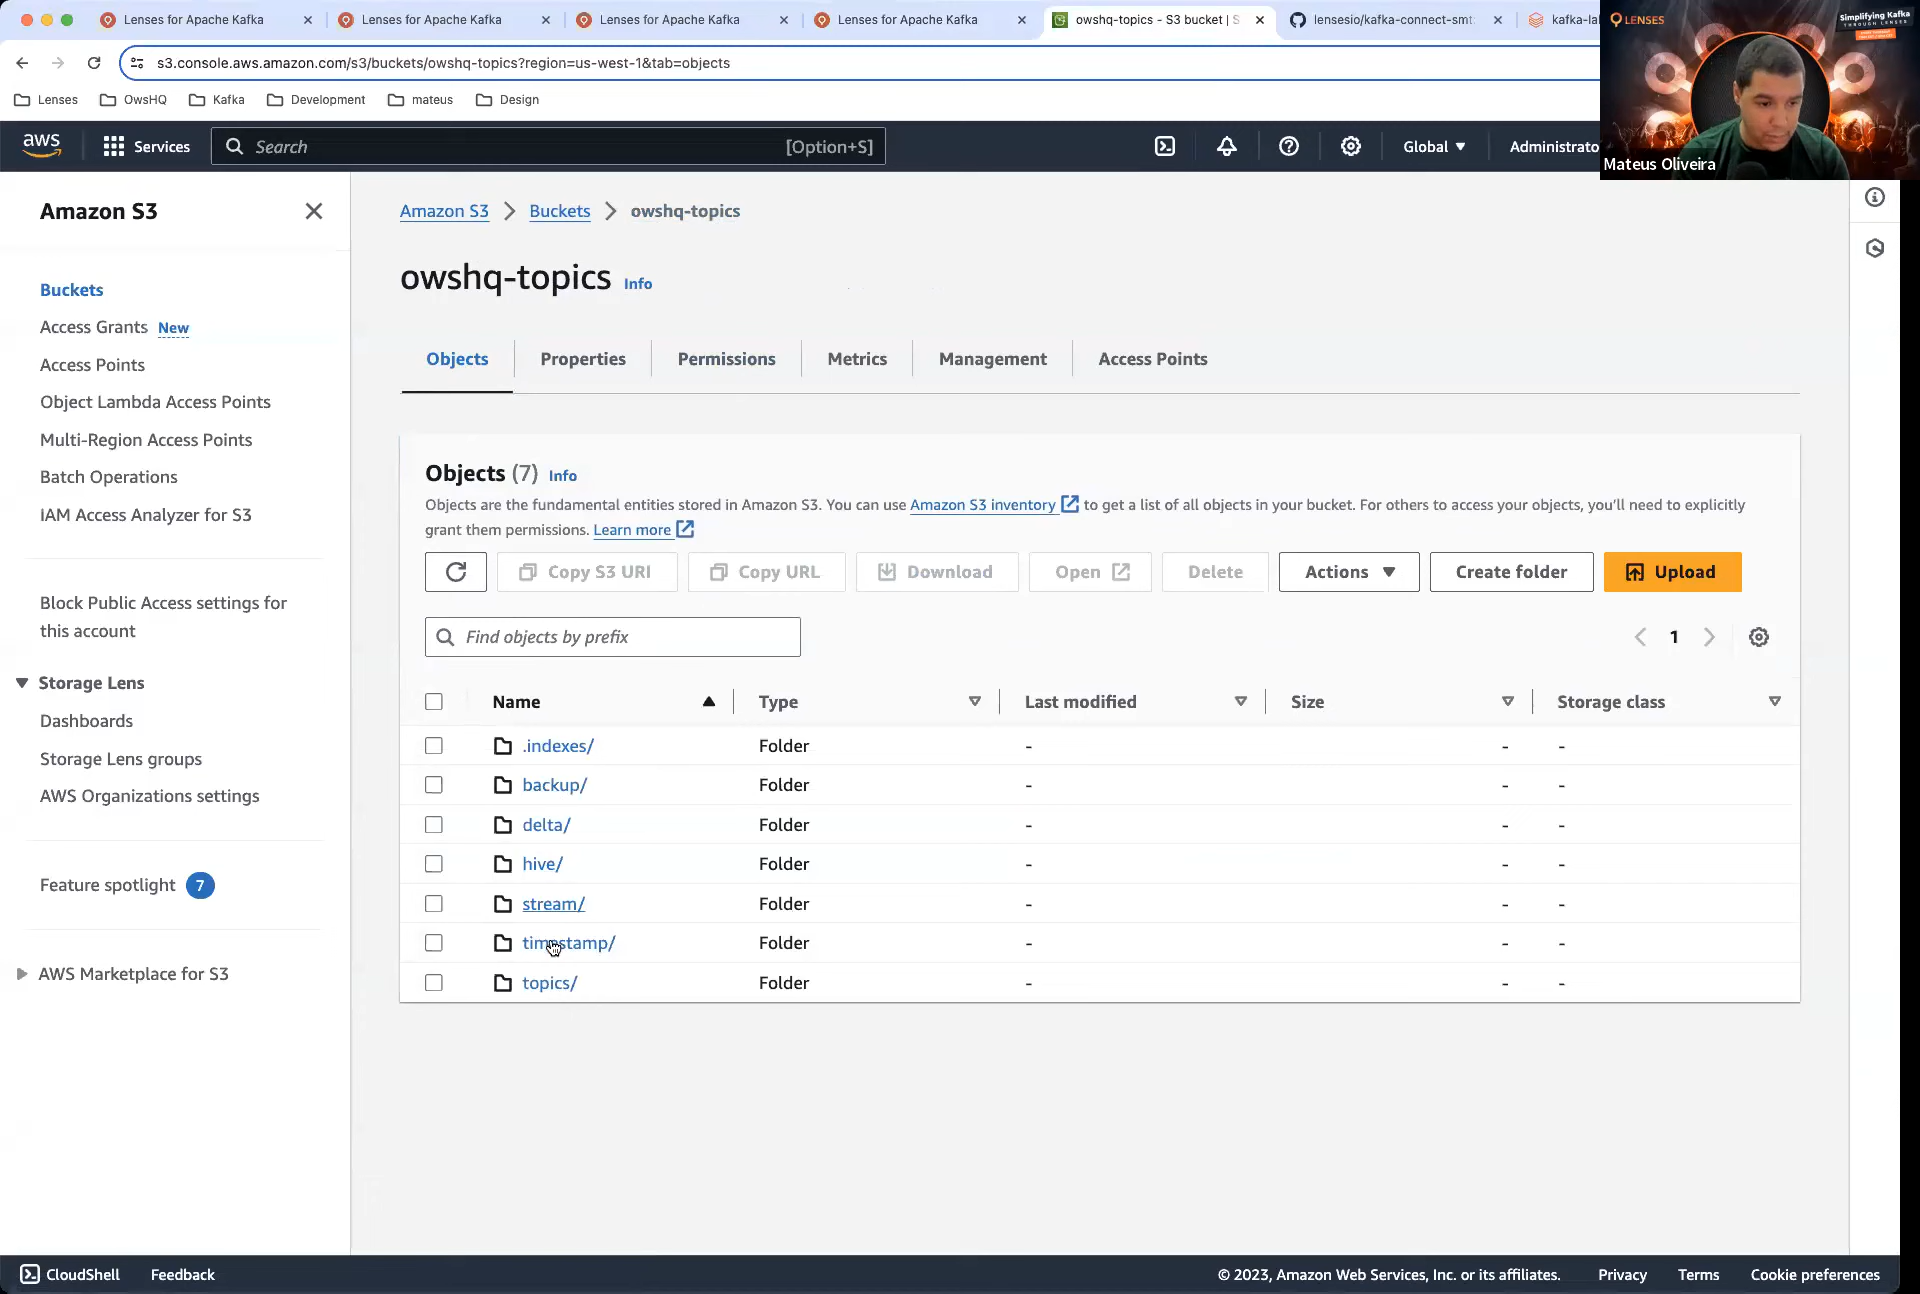 Lenses for Apache Kafka
Lenses for Apache Kafka
Lenses for Apache Kafka
Lenses for Apache Kafka
owshq-topics - S3 bucket | S
lensesio/kafka-connect-smt
kafka-la
s3.console.aws.amazon.com/s3/buckets/owshq-topics?region=us-west-1&tab=objects
Lenses
OwsHQ
Kafka
Development
mateus
Design
LENSES
Simplifying Kafka
THROUGH LENSES
Mateus Oliveira
aws
Services
Search
[Option+S]
Global
Administrato
Amazon S3
Buckets
Access Grants New
Access Points
Object Lambda Access Points
Multi-Region Access Points
Batch Operations
IAM Access Analyzer for S3
Block Public Access settings for
this account
Storage Lens
Dashboards
Storage Lens groups
AWS Organizations settings
Feature spotlight 7
AWS Marketplace for S3
Amazon S3 > Buckets > owshq-topics
owshq-topics Info
Objects
Properties
Permissions
Metrics
Management
Access Points
Objects (7) Info
Objects are the fundamental entities stored in Amazon S3. You can use Amazon S3 inventory to get a list of all objects in your bucket. For others to access your objects, you'll need to explicitly
grant them permissions. Learn more
Copy S3 URI
Copy URL
Download
Open
Delete
Actions
Create folder
Upload
Find objects by prefix
1
Name Type Last modified Size Storage class
.indexes/ Folder - - -
backup/ Folder - - -
delta/ Folder - - -
hive/ Folder - - -
stream/ Folder - - -
timestamp/ Folder - - -
topics/ Folder - - -
CloudShell
Feedback
© 2023, Amazon Web Services, Inc. or its affiliates.
Privacy
Terms
Cookie preferences